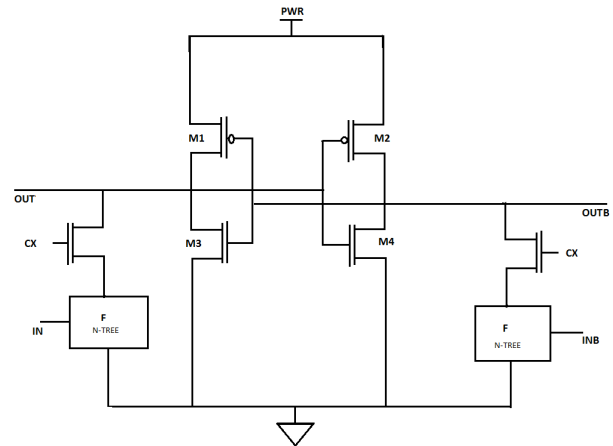 PWR
M1
M2
OUT
OUTB
M3
M4
CX
CX
F
N-TREE
IN
F
N-TREE
INB